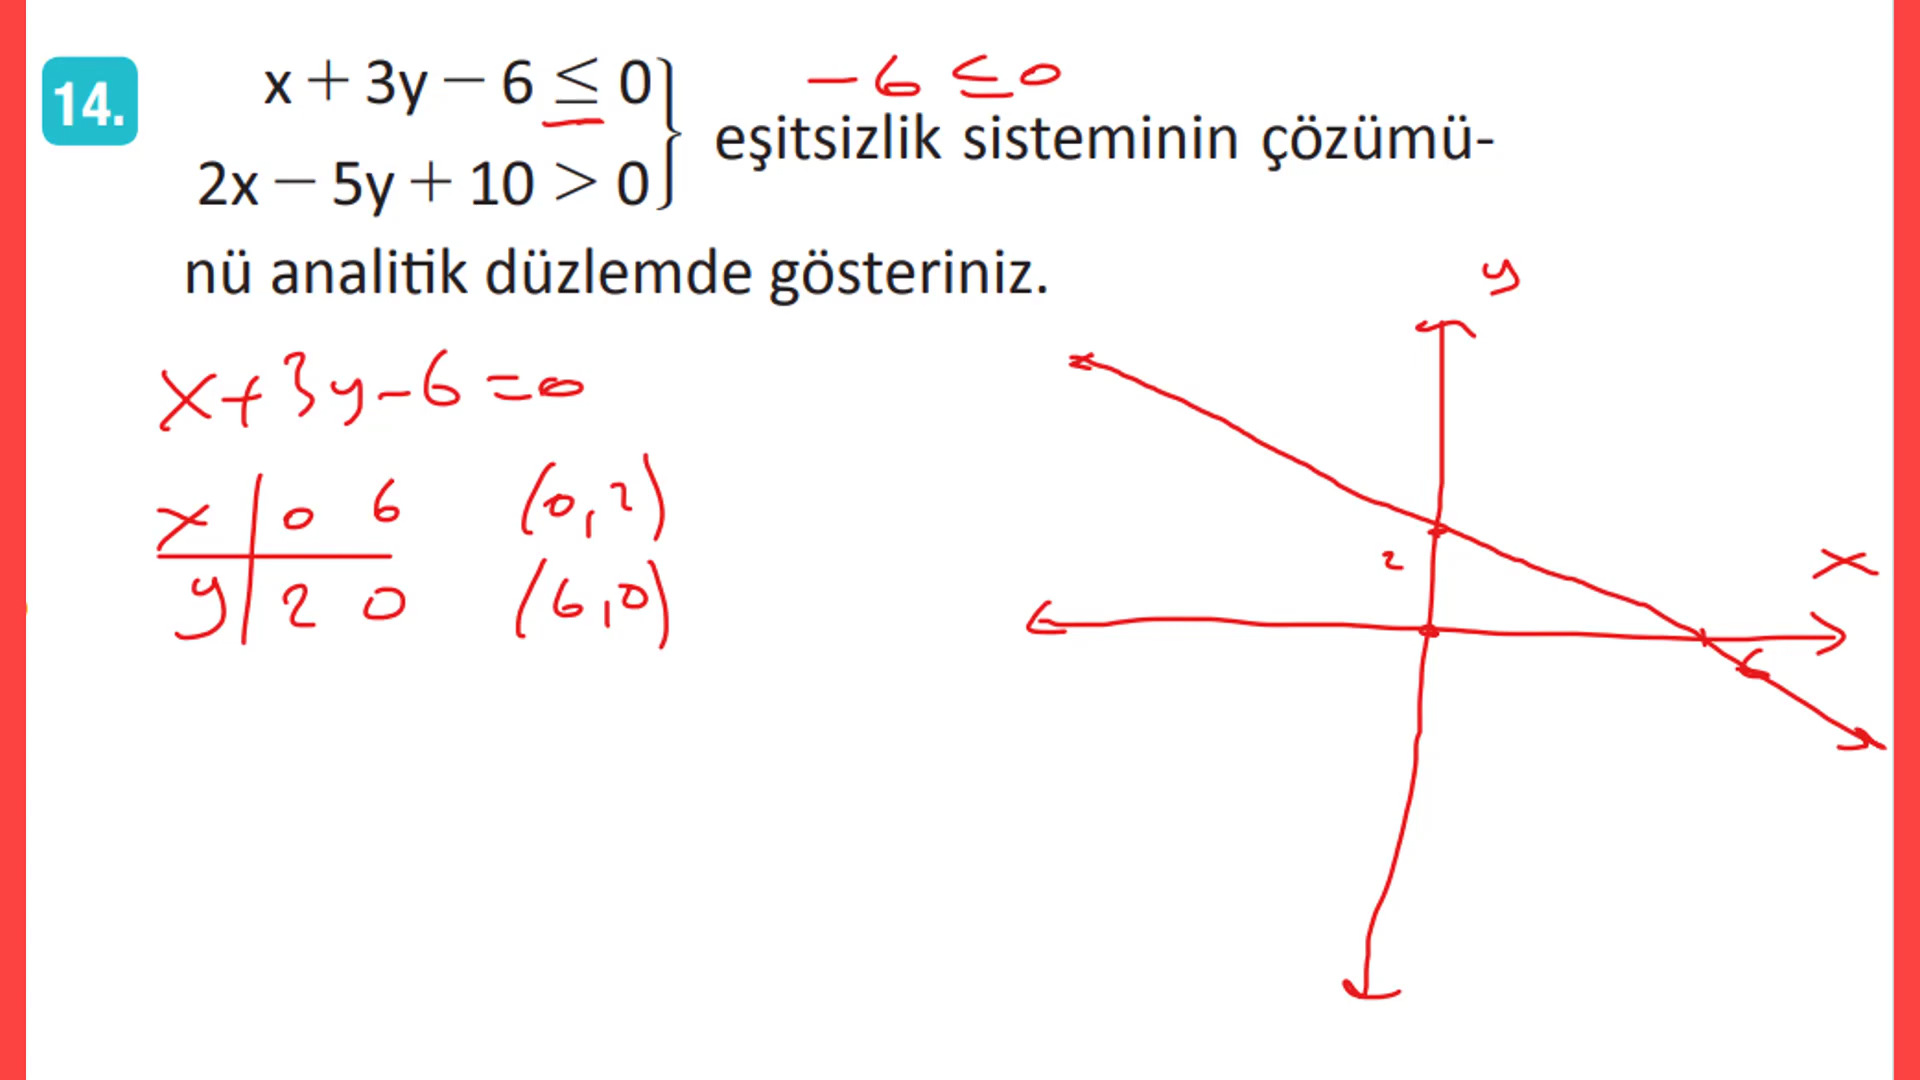 14.
x + 3y − 6 ≤ 0
−6 ≤ 0
eşitsizlik sisteminin çözümü-
2x − 5y + 10 > 0
nü analitik düzlemde gösteriniz.
x+3y−6=0
x 0 6 (0,2)
y 2 0 (6,0)
y
x
2
6